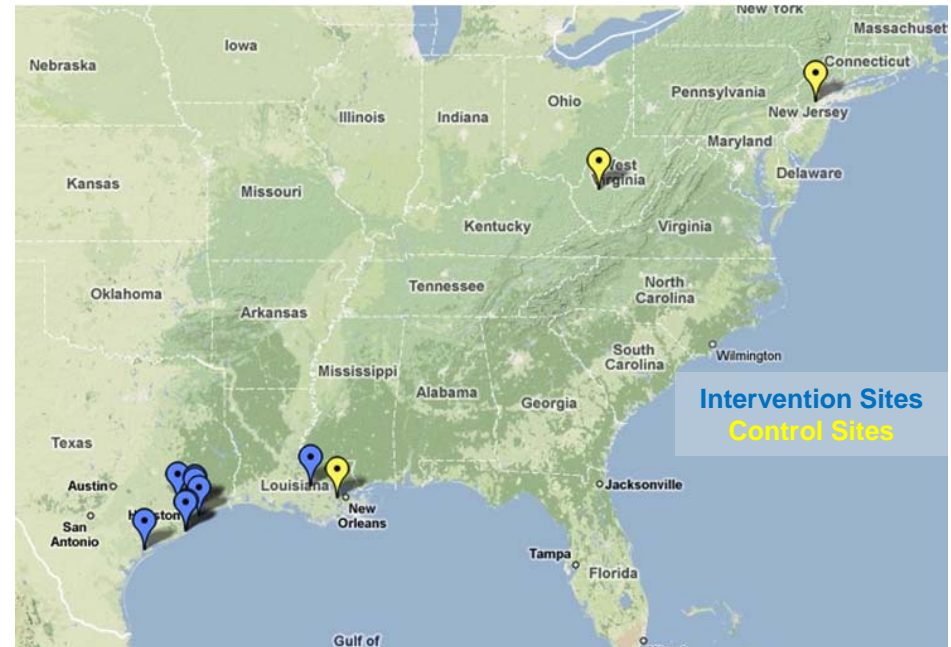 New York
Massachuset
Iowa
Connecticut
Nebraska
Pennsylvania
Ohio
New Jersey
Illinois
Indiana
Maryland
Delaware
West
Virginia
Kansas
Missouri
Kentucky
Virginia
Tennessee
North
Carolina
Oklahoma
Arkansas
South
Carolina
Wilmington
Mississippi
Alabama
Georgia
Intervention Sites
Control Sites
Texas
Austin
Louisiana
Jacksonville
New
Orleans
Houston
San
Antonio
Tampa
Florida
Gulf of